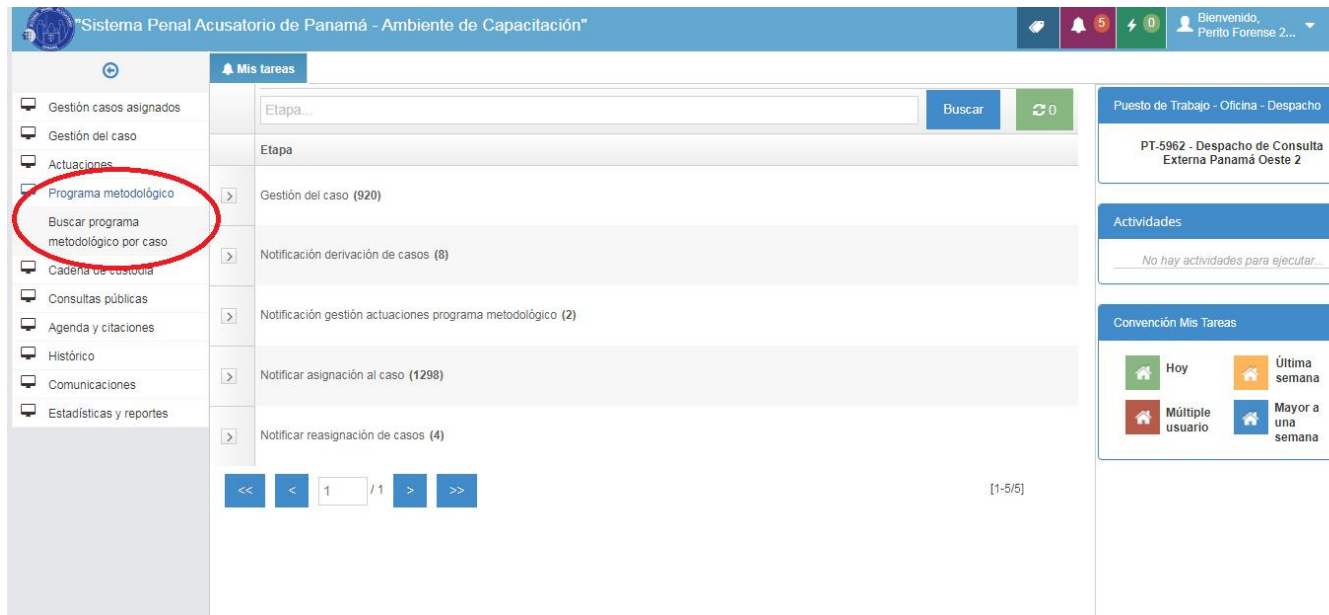 "Sistema Penal Acusatorio de Panamá - Ambiente de Capacitación"
5
0
Bienvenido,
Perito Forense 2...
Mis tareas
Gestión casos asignados
Gestión del caso
Actuaciones
Programa metodológico
Buscar programa
metodológico por caso
Cadena de custodia
Consultas públicas
Agenda y citaciones
Histórico
Comunicaciones
Estadísticas y reportes
Etapa...
Buscar
0
Etapa
Gestión del caso (920)
Notificación derivación de casos (8)
Notificación gestión actuaciones programa metodológico (2)
Notificar asignación al caso (1298)
Notificar reasignación de casos (4)
<< < 1 / 1 > >>
[1-5/5]
Puesto de Trabajo - Oficina - Despacho
PT-5962 - Despacho de Consulta
Externa Panamá Oeste 2
Actividades
No hay actividades para ejecutar...
Convención Mis Tareas
Hoy
Última
semana
Múltiple
usuario
Mayor a
una
semana